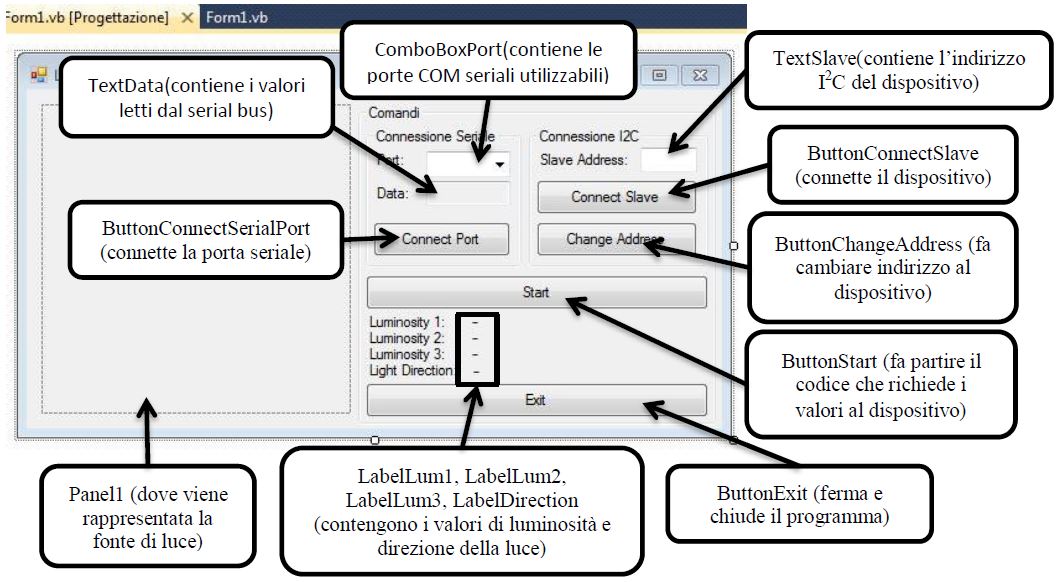 Form1.vb [Progettazione]
Form1.vb
TextData(contiene i valori
letti dal serial bus)
ComboBoxPort(contiene le
porte COM seriali utilizzabili)
TextSlave(contiene l'indirizzo
I²C del dispositivo)
Comandi
Connessione Seriale
Connessione I2C
Port:
Slave Address:
ButtonConnectSlave
(connette il dispositivo)
Data:
Connect Slave
ButtonConnectSerialPort
(connette la porta seriale)
Connect Port
Change Address
ButtonChangeAddress (fa
cambiare indirizzo al
dispositivo)
Start
Luminosity 1: -
Luminosity 2: -
Luminosity 3: -
Light Direction: -
ButtonStart (fa partire il
codice che richiede i
valori al dispositivo)
Exit
Panel1 (dove viene
rappresentata la
fonte di luce)
LabelLum1, LabelLum2,
LabelLum3, LabelDirection
(contengono i valori di luminosità e
direzione della luce)
ButtonExit (ferma e
chiude il programma)